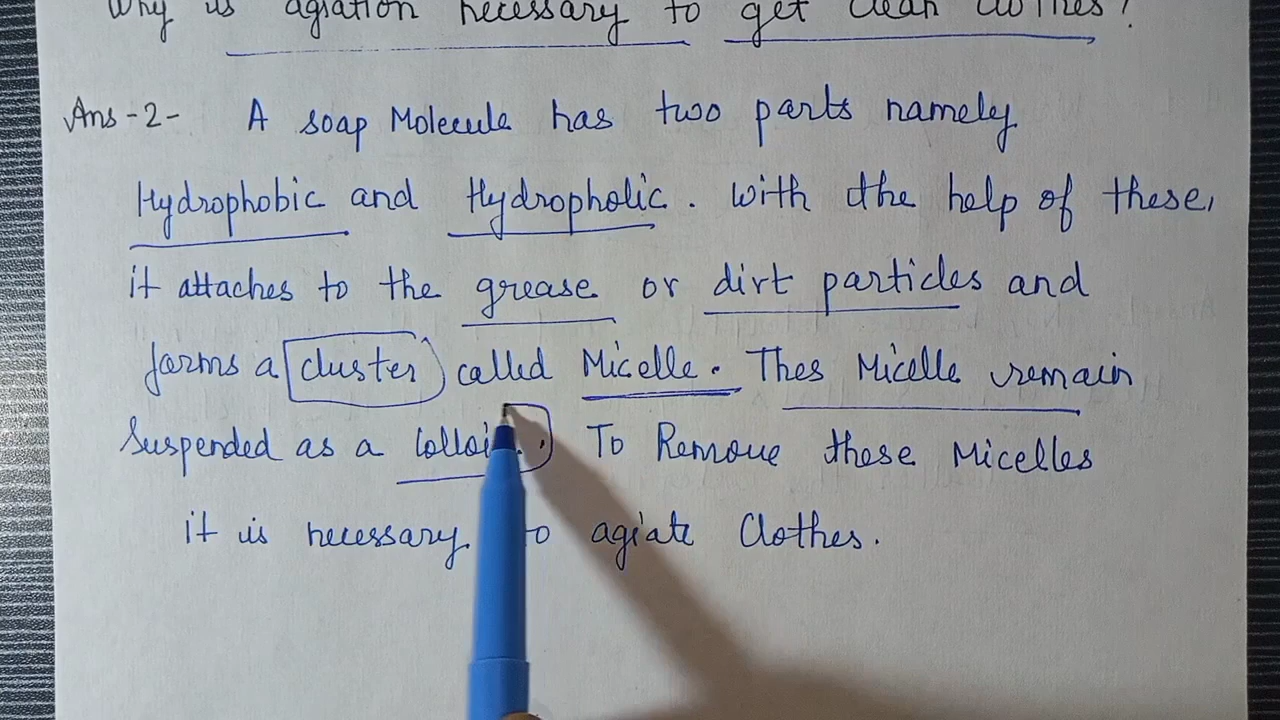 Why is agiation necessary to get clean clothes?
Ans-2- A soap Molecule has two parts namely
Hydrophobic and Hydropholic. With the help of these,
it attaches to the grease or dirt particles and
forms a cluster called Micelle. Thes Micelle remain
Suspended as a To Remove these Micelles
it is necessary to agiate Clothes.